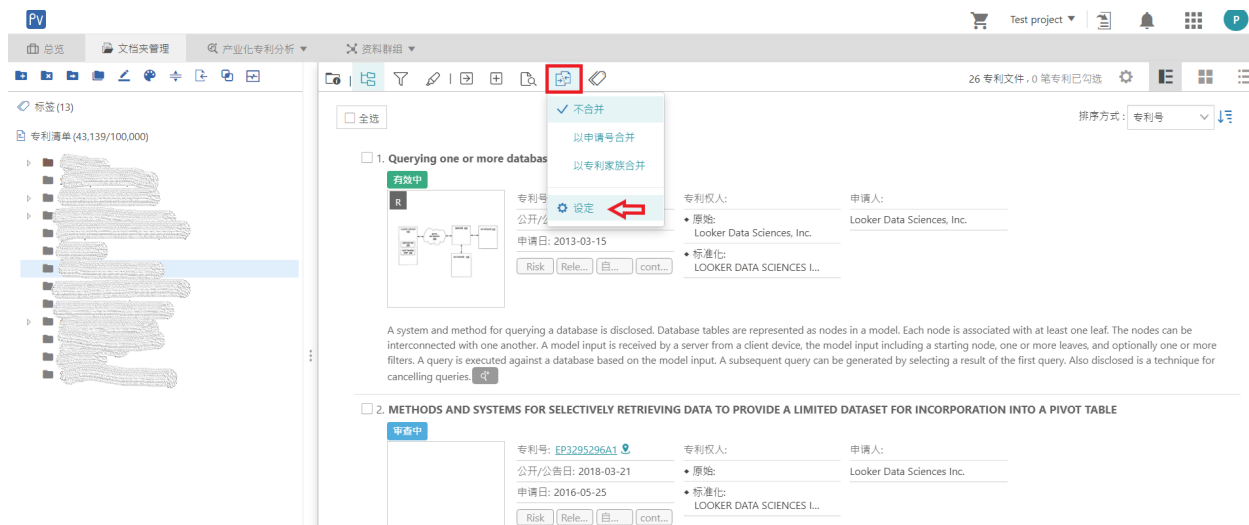 PV
Test project ▼
P
总览
文档夹管理
产业化专利分析 ▼
资料群组 ▼
26 专利文件, 0 笔专利已勾选
标签 (13)
专利清单 (43,139/100,000)
全选
不合并
以申请号合并
以专利家族合并
设定
排序方式 : 专利号
1. Querying one or more databas
有效中
R
专利号
公开/公
申请日: 2013-03-15
Risk Rele... 自... cont...
专利权人:
◆ 原始:
Looker Data Sciences, Inc.
◆ 标准化:
LOOKER DATA SCIENCES I...
申请人:
Looker Data Sciences, Inc.
A system and method for querying a database is disclosed. Database tables are represented as nodes in a model. Each node is associated with at least one leaf. The nodes can be
interconnected with one another. A model input is received by a server from a client device, the model input including a starting node, one or more leaves, and optionally one or more
filters. A query is executed against a database based on the model input. A subsequent query can be generated by selecting a result of the first query. Also disclosed is a technique for
cancelling queries.
2. METHODS AND SYSTEMS FOR SELECTIVELY RETRIEVING DATA TO PROVIDE A LIMITED DATASET FOR INCORPORATION INTO A PIVOT TABLE
审查中
专利号: EP3295296A1
公开/公告日: 2018-03-21
申请日: 2016-05-25
Risk Rele... 自... cont...
专利权人:
◆ 原始:
◆ 标准化:
LOOKER DATA SCIENCES I...
申请人:
Looker Data Sciences Inc.